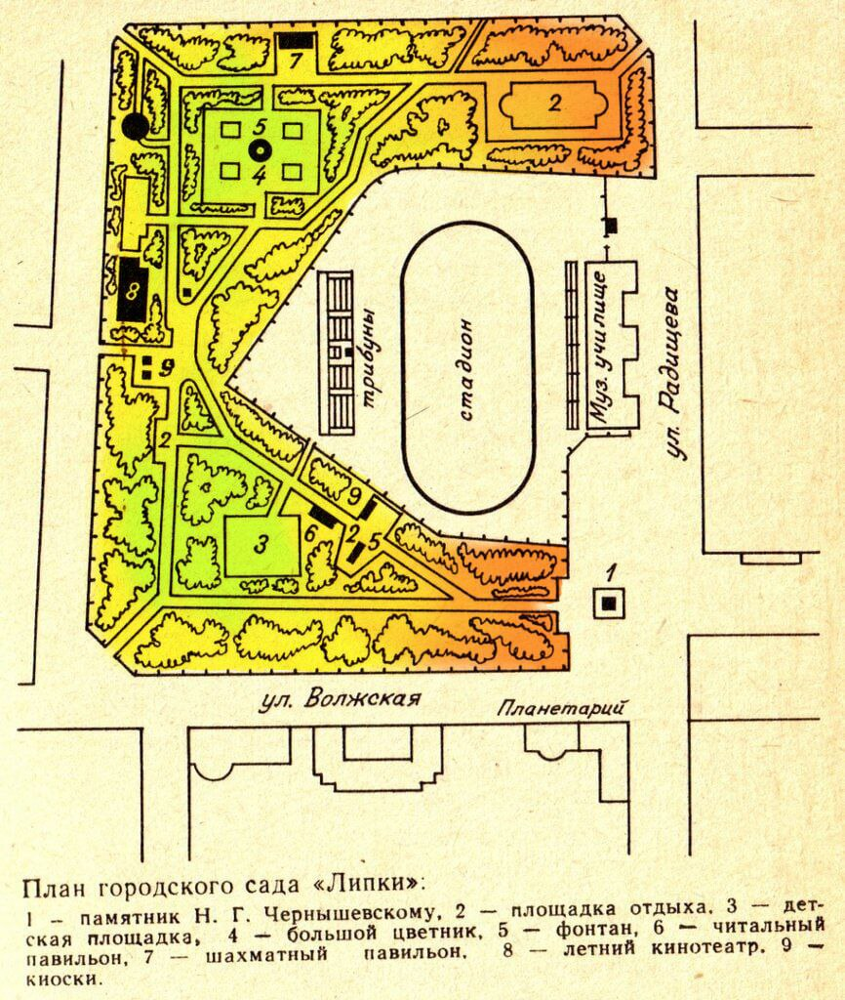 7
2
5
4
8
трибуны
стадион
Муз. училище
ул. Радищева
9
2
9
6
2
5
3
1
ул. Волжская
Планетарий
План городского сада «Липки»:
1 — памятник Н. Г. Чернышевскому, 2 — площадка отдыха, 3 — дет-
ская площадка, 4 — большой цветник, 5 — фонтан, 6 — читальный
павильон, 7 — шахматный павильон, 8 — летний кинотеатр, 9 —
киоски.